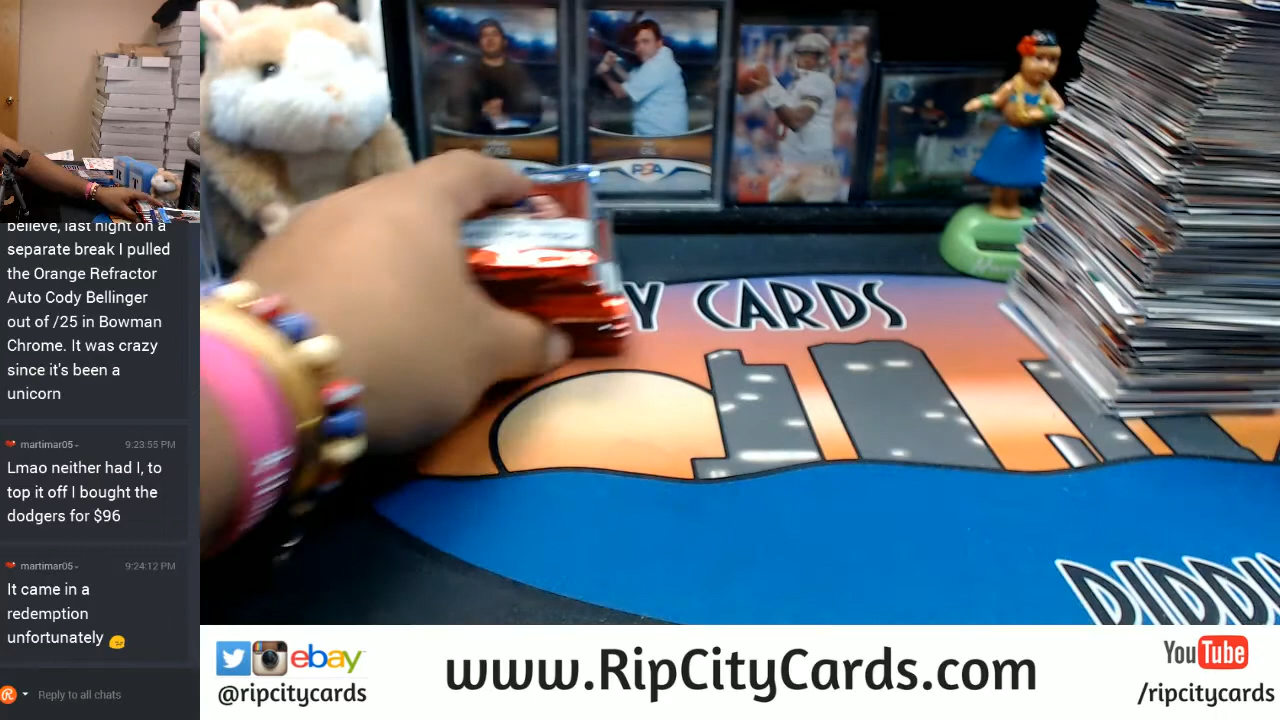 believe, last night on a
separate break I pulled
the Orange Refractor
Auto Cody Bellinger
out of /25 in Bowman
Chrome. It was crazy
since it's been a
unicorn
martimar05- 9:23:55 PM
Lmao neither had I, to
top it off I bought the
dodgers for $96
martimar05- 9:24:12 PM
It came in a
redemption
unfortunately
Reply to all chats
PSA
Y CARDS
ebay
@ripcitycards
www.RipCityCards.com
YouTube
/ripcitycards